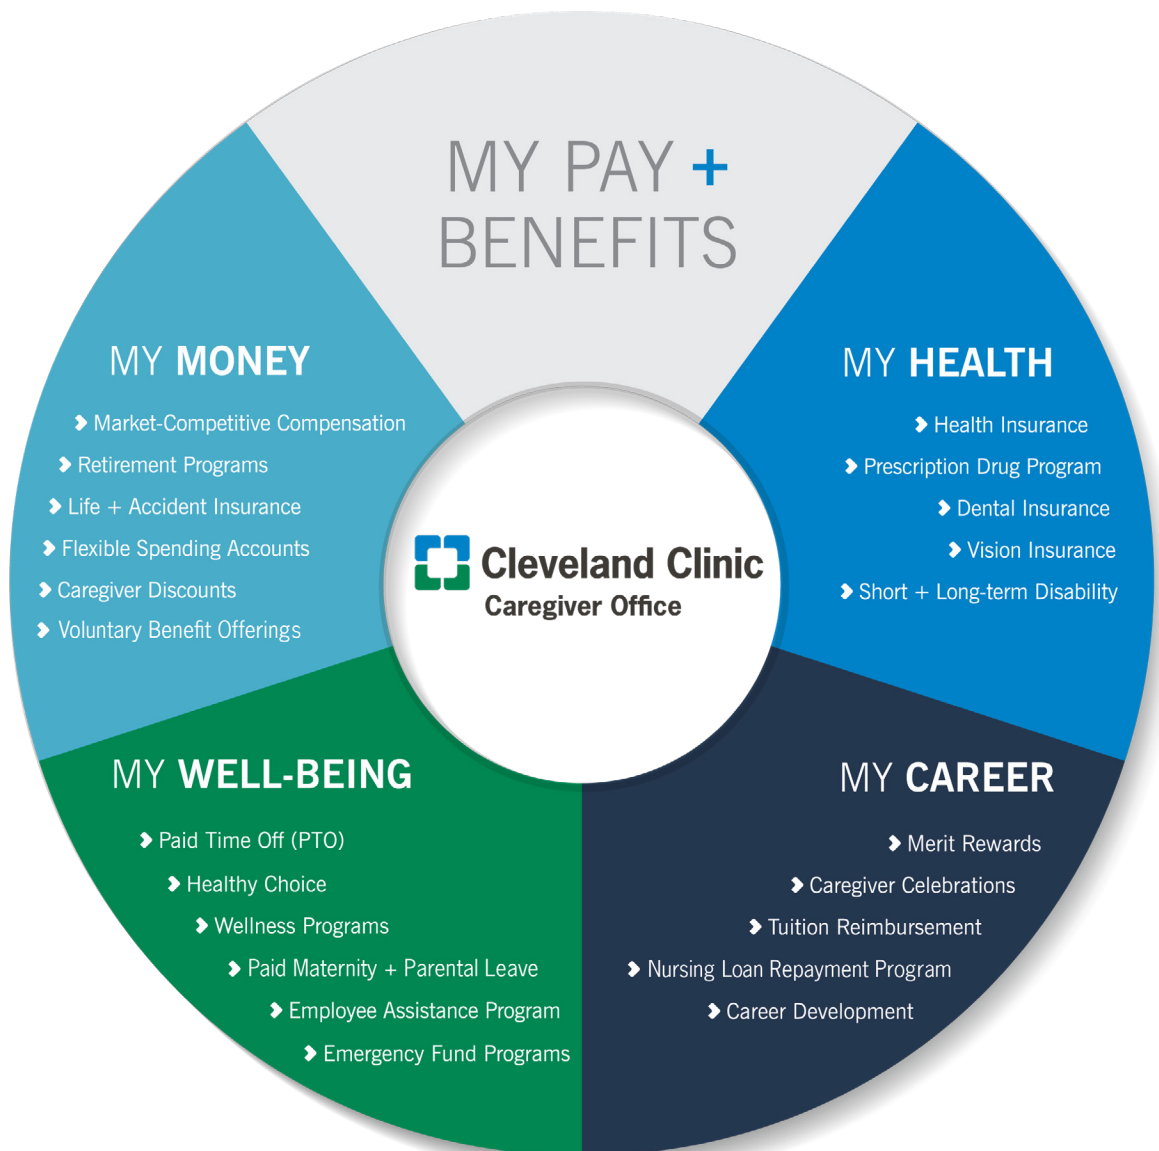 MY PAY +
BENEFITS
MY MONEY
Market-Competitive Compensation
Retirement Programs
Life + Accident Insurance
Flexible Spending Accounts
Caregiver Discounts
Voluntary Benefit Offerings
MY HEALTH
Health Insurance
Prescription Drug Program
Dental Insurance
Vision Insurance
Short + Long-term Disability
Cleveland Clinic
Caregiver Office
MY WELL-BEING
Paid Time Off (PTO)
Healthy Choice
Wellness Programs
Paid Maternity + Parental Leave
Employee Assistance Program
Emergency Fund Programs
MY CAREER
Merit Rewards
Caregiver Celebrations
Tuition Reimbursement
Nursing Loan Repayment Program
Career Development